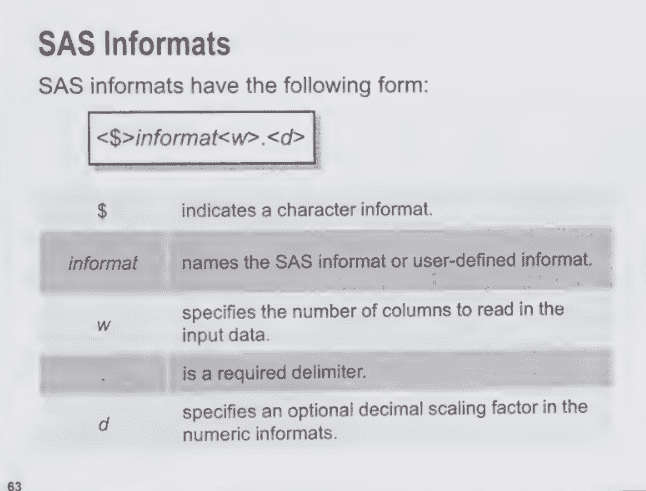 SAS Informats
SAS informats have the following form:
<$>informat<w>.<d>
$ indicates a character informat.
informat names the SAS informat or user-defined informat.
w specifies the number of columns to read in the
input data.
. is a required delimiter.
d specifies an optional decimal scaling factor in the
numeric informats.
63